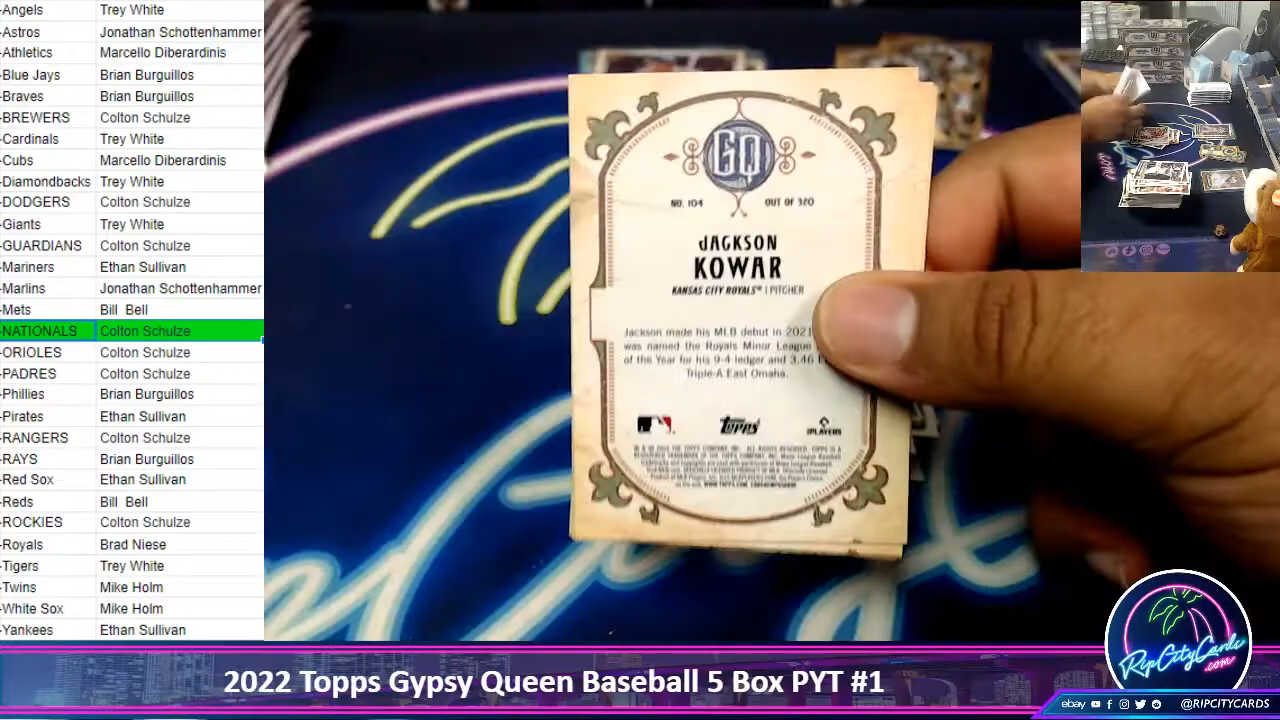 -Angels Trey White
-Astros Jonathan Schottenhammer
-Athletics Marcello Diberardinis
-Blue Jays Brian Burguillos
-Braves Brian Burguillos
-BREWERS Colton Schulze
-Cardinals Trey White
-Cubs Marcello Diberardinis
-Diamondbacks Trey White
-DODGERS Colton Schulze
-Giants Trey White
-GUARDIANS Colton Schulze
-Mariners Ethan Sullivan
-Marlins Jonathan Schottenhammer
-Mets Bill Bell
-NATIONALS Colton Schulze
-ORIOLES Colton Schulze
-PADRES Colton Schulze
-Phillies Brian Burguillos
-Pirates Ethan Sullivan
-RANGERS Colton Schulze
-Rays Brian Burguillos
-Red Sox Ethan Sullivan
-Reds Bill Bell
-ROCKIES Colton Schulze
-Royals Brad Niese
-Tigers Trey White
-Twins Mike Holm
-White Sox Mike Holm
-Yankees Ethan Sullivan
GQ
NO. 104 OUT OF 320
JACKSON
KOWAR
KANSAS CITY ROYALS™ | PITCHER
Jackson made his MLB debut in 2021
was named the Royals Minor League
of the Year for his 9-4 ledger and 3.46
Triple-A East Omaha.
Topps
PLAYERS
RipCityCards
.com
2022 Topps Gypsy Queen Baseball 5 Box PYT #1
ebay @RIPCITYCARDS